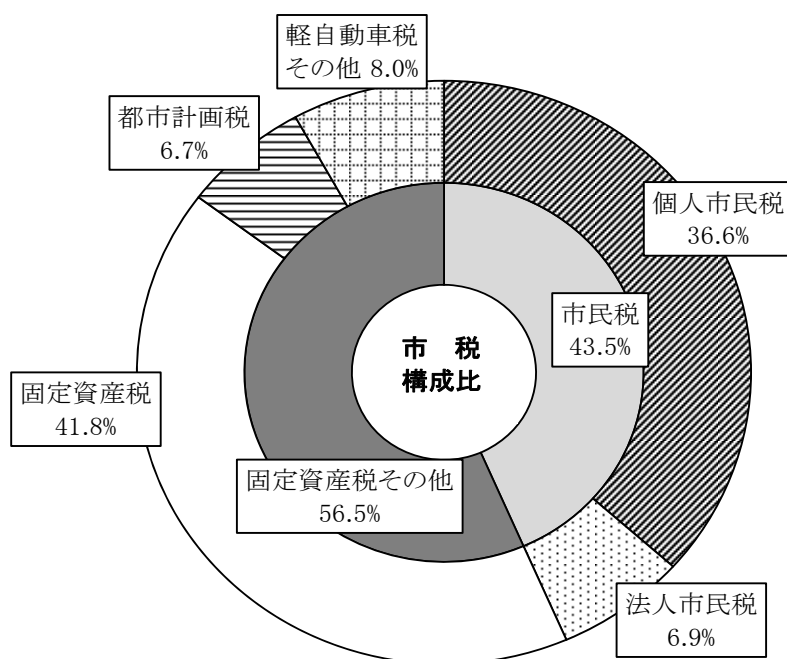 軽自動車税
その他 8.0%
都市計画税
6.7%
個人市民税
36.6%
市民税
43.5%
市　税
構成比
固定資産税
41.8%
固定資産税その他
56.5%
法人市民税
6.9%